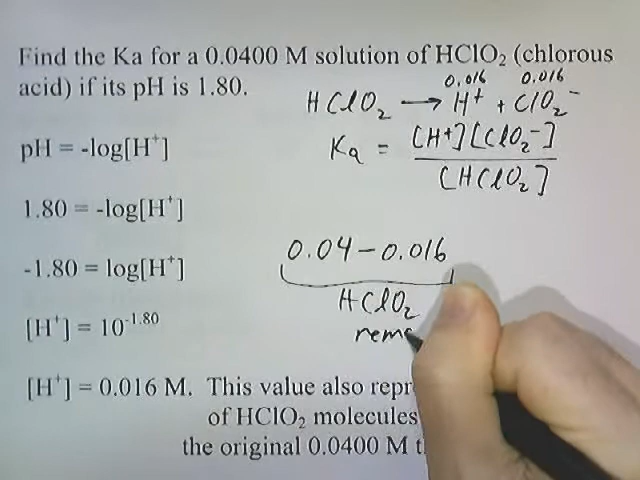 Find the Ka for a 0.0400 M solution of HClO₂ (chlorous
acid) if its pH is 1.80.
0.016 0.016
HClO₂ → H⁺ + ClO₂⁻
pH = -log[H⁺]
Ka = [H⁺][ClO₂⁻]
[HClO₂]
1.80 = -log[H⁺]
0.04 – 0.016
-1.80 = log[H⁺]
HClO₂
[H⁺] = 10⁻¹·⁸⁰
[H⁺] = 0.016 M. This value also
of HClO₂ molecules
the original 0.0400 M